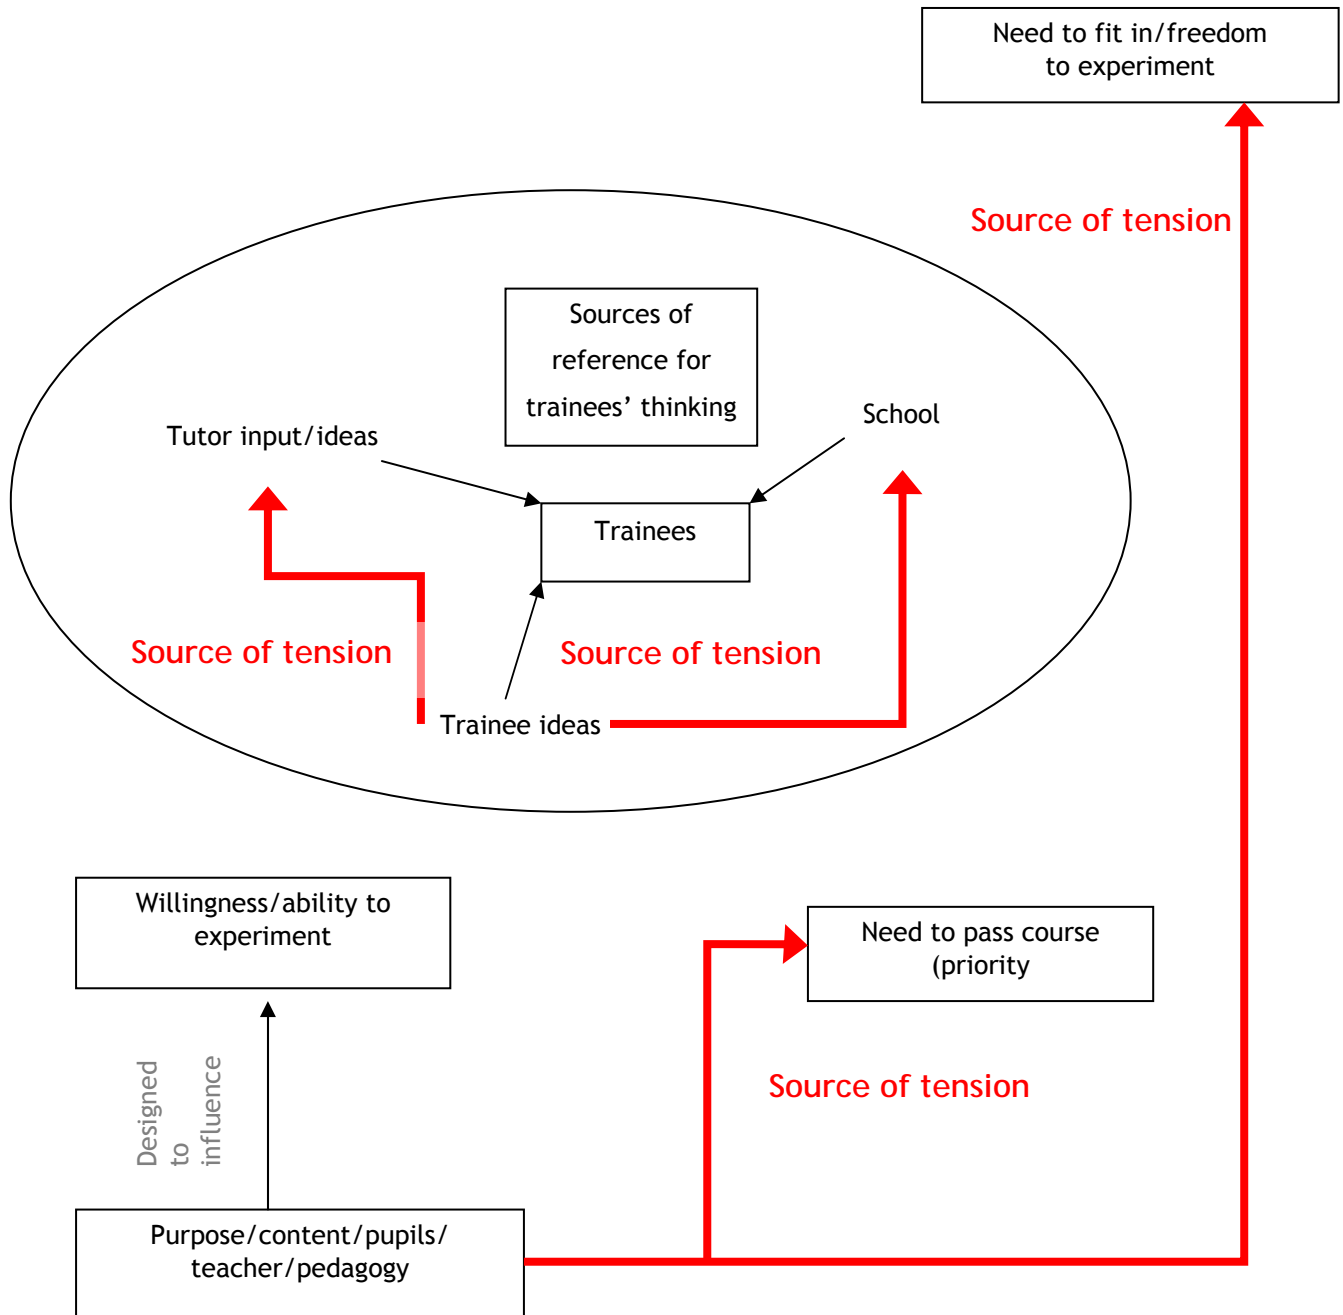 Need to fit in/freedom
to experiment
Source of tension
Sources of
reference for
trainees’ thinking
School
Tutor input/ideas
Trainees
Source of tension
Source of tension
Trainee ideas
Willingness/ability to
experiment
Need to pass course
(priority
Designed
to
influence
Source of tension
Purpose/content/pupils/
teacher/pedagogy